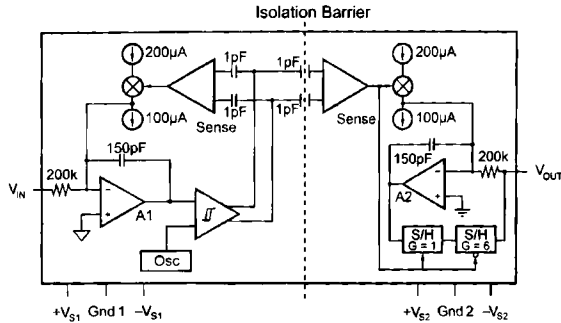 Isolation Barrier
200µA
1pF
1pF
200µA
1pF
1pF
100µA
Sense
Sense
100µA
150pF
150pF
200k
200k
V_IN
V_OUT
−
+
A1
−
+
A2
Osc
S/H
G = 1
S/H
G = 6
+V_S1
Gnd 1
−V_S1
+V_S2
Gnd 2
−V_S2